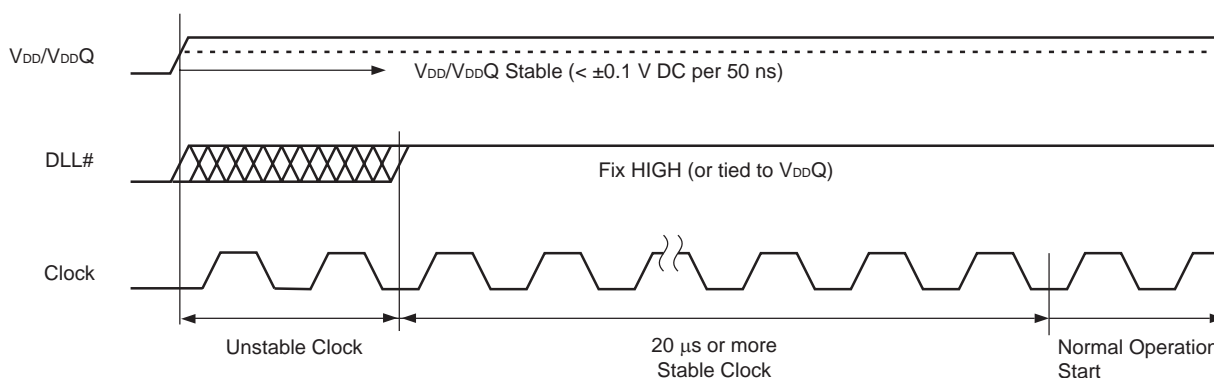 VDD/VDDQ
VDD/VDDQ Stable (< ±0.1 V DC per 50 ns)
DLL#
Fix HIGH (or tied to VDDQ)
Clock
Unstable Clock
20 μs or more
Stable Clock
Normal Operation
Start